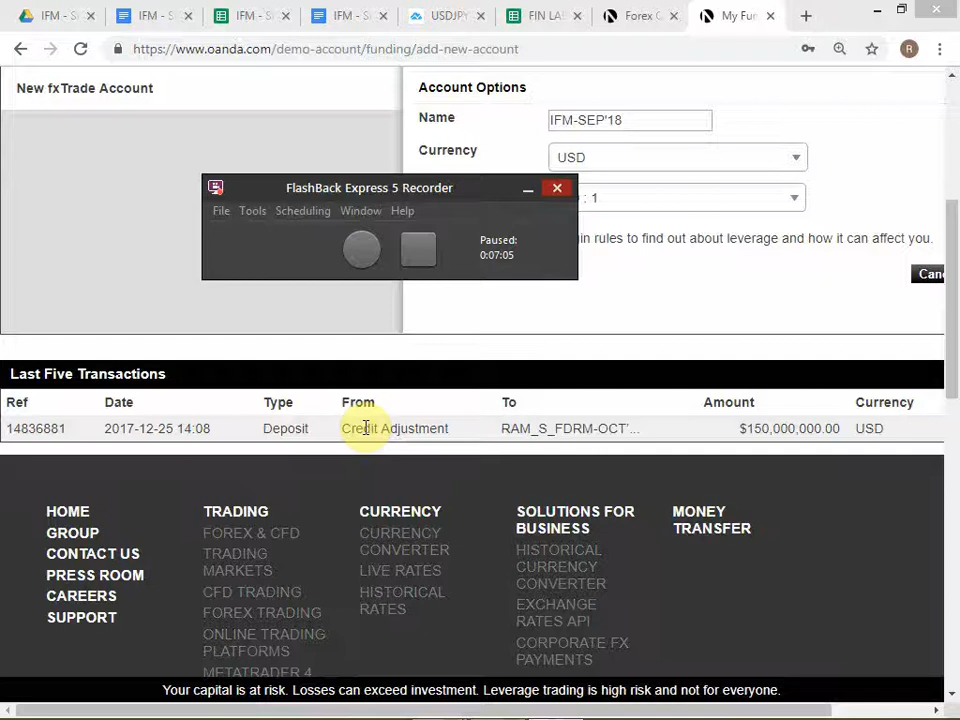 IFM - S
IFM - S
IFM - S
IFM - S
USDJPY
FIN LA
Forex C
My Fu
https://www.oanda.com/demo-account/funding/add-new-account
R
New fxTrade Account
Account Options
Name
IFM-SEP'18
Currency
USD
: 1
FlashBack Express 5 Recorder
File Tools Scheduling Window Help
Paused:
0:07:05
in rules to find out about leverage and how it can affect you.
Canc
Last Five Transactions
Ref Date Type From To Amount Currency
14836881 2017-12-25 14:08 Deposit Credit Adjustment RAM_S_FDRM-OCT'... $150,000,000.00 USD
HOME
GROUP
CONTACT US
PRESS ROOM
CAREERS
SUPPORT
TRADING
FOREX & CFD
TRADING
MARKETS
CFD TRADING
FOREX TRADING
ONLINE TRADING
PLATFORMS
METATRADER 4
CURRENCY
CURRENCY
CONVERTER
LIVE RATES
HISTORICAL
RATES
SOLUTIONS FOR
BUSINESS
HISTORICAL
CURRENCY
CONVERTER
EXCHANGE
RATES API
CORPORATE FX
PAYMENTS
MONEY
TRANSFER
Your capital is at risk. Losses can exceed investment. Leverage trading is high risk and not for everyone.